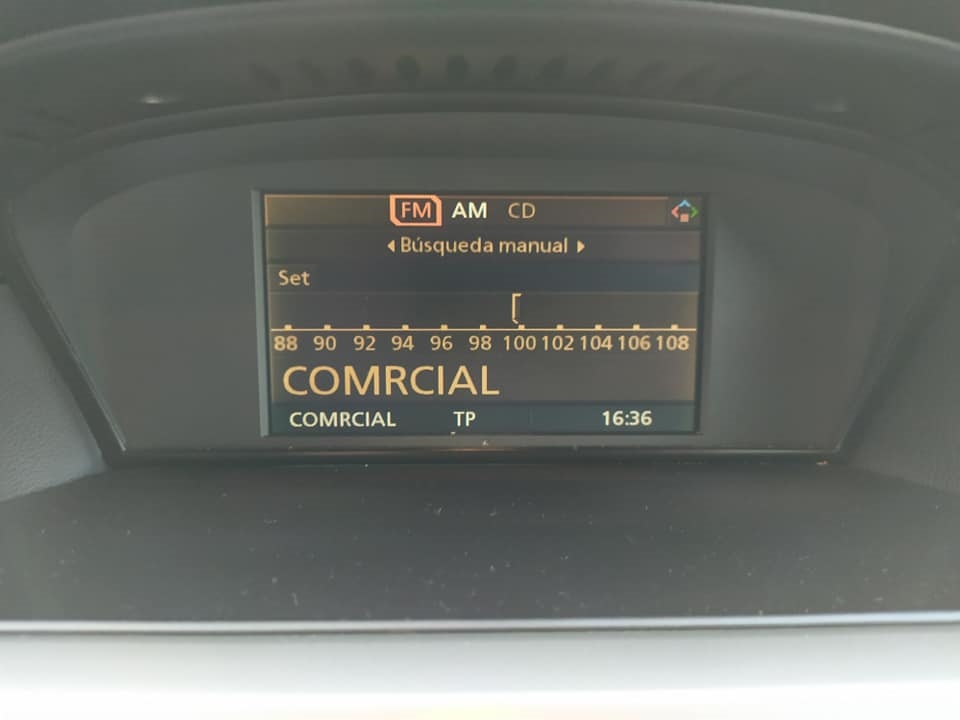 FM AM CD
Búsqueda manual
Set
88 90 92 94 96 98 100 102 104 106 108
COMRCIAL
COMRCIAL TP 16:36